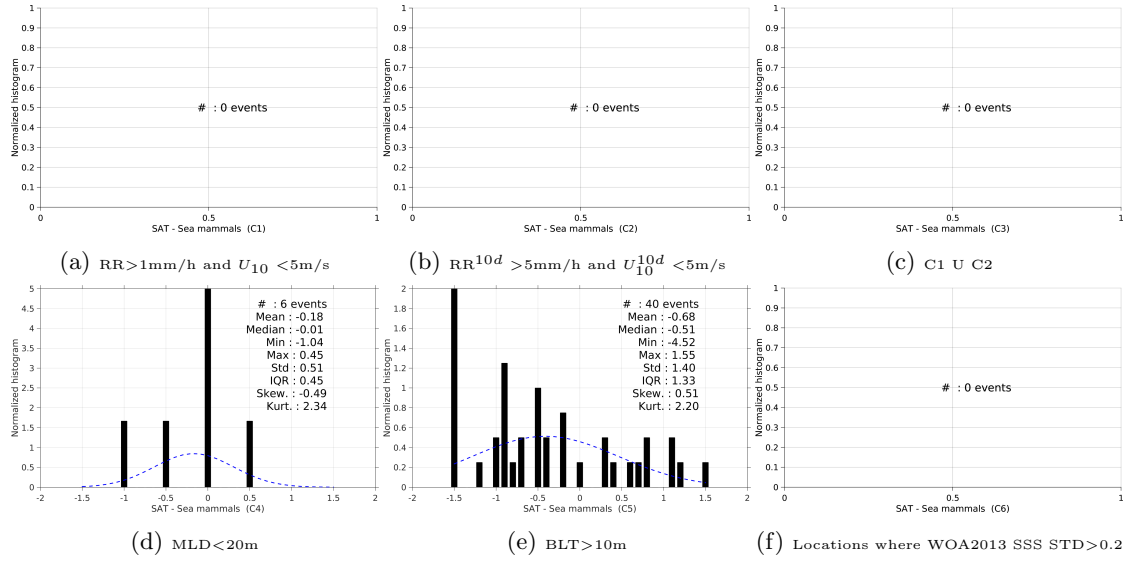 1
0.9
0.8
0.7
0.6
0.5
0.4
0.3
0.2
0.1
0
Normalized histogram
# : 0 events
0 0.5 1
SAT - Sea mammals (C1)
(a) RR>1mm/h and U10 <5m/s
1
0.9
0.8
0.7
0.6
0.5
0.4
0.3
0.2
0.1
0
Normalized histogram
# : 0 events
0 0.5 1
SAT - Sea mammals (C2)
(b) RR10d >5mm/h and U10d10 <5m/s
1
0.9
0.8
0.7
0.6
0.5
0.4
0.3
0.2
0.1
0
Normalized histogram
# : 0 events
0 0.5 1
SAT - Sea mammals (C3)
(c) C1 U C2
5
4.5
4
3.5
3
2.5
2
1.5
1
0.5
0
Normalized histogram
# : 6 events
Mean : -0.18
Median : -0.01
Min : -1.04
Max : 0.45
Std : 0.51
IQR : 0.45
Skew. : -0.49
Kurt. : 2.34
-2 -1.5 -1 -0.5 0 0.5 1 1.5 2
SAT - Sea mammals (C4)
(d) MLD<20m
2
1.8
1.6
1.4
1.2
1
0.8
0.6
0.4
0.2
0
Normalized histogram
# : 40 events
Mean : -0.68
Median : -0.51
Min : -4.52
Max : 1.55
Std : 1.40
IQR : 1.33
Skew. : 0.51
Kurt. : 2.20
-2 -1.5 -1 -0.5 0 0.5 1 1.5 2
SAT - Sea mammals (C5)
(e) BLT>10m
1
0.9
0.8
0.7
0.6
0.5
0.4
0.3
0.2
0.1
0
Normalized histogram
# : 0 events
0 0.5 1
SAT - Sea mammals (C6)
(f) Locations where WOA2013 SSS STD>0.2